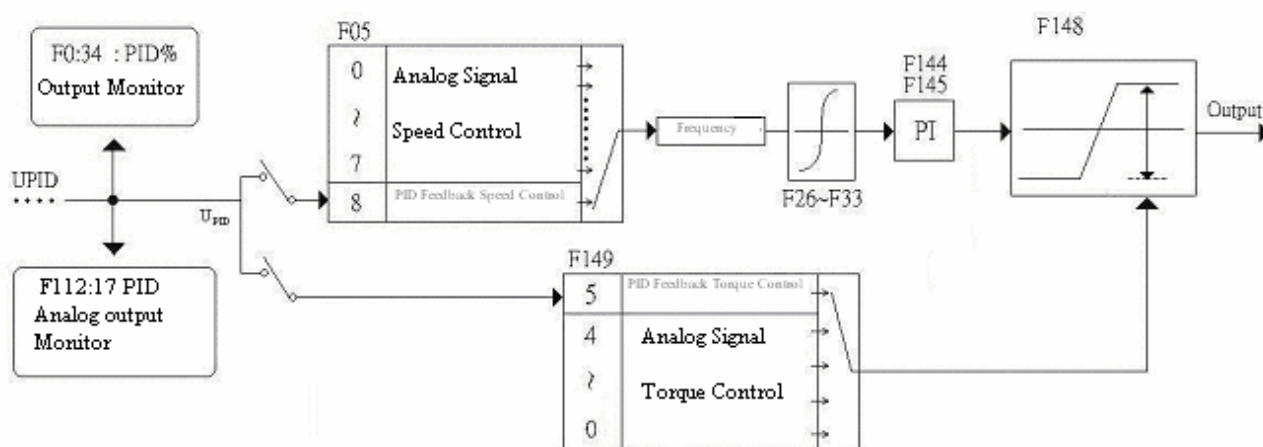 F0:34 : PID%
Output Monitor
UPID
U PID
F112:17 PID
Analog output
Monitor
F05
0
~
7
8
Analog Signal
Speed Control
PID Feedback Speed Control
Frequency
F26~F33
F144
F145
PI
F148
Output
F149
5
4
~
0
PID Feedback Torque Control
Analog Signal
Torque Control